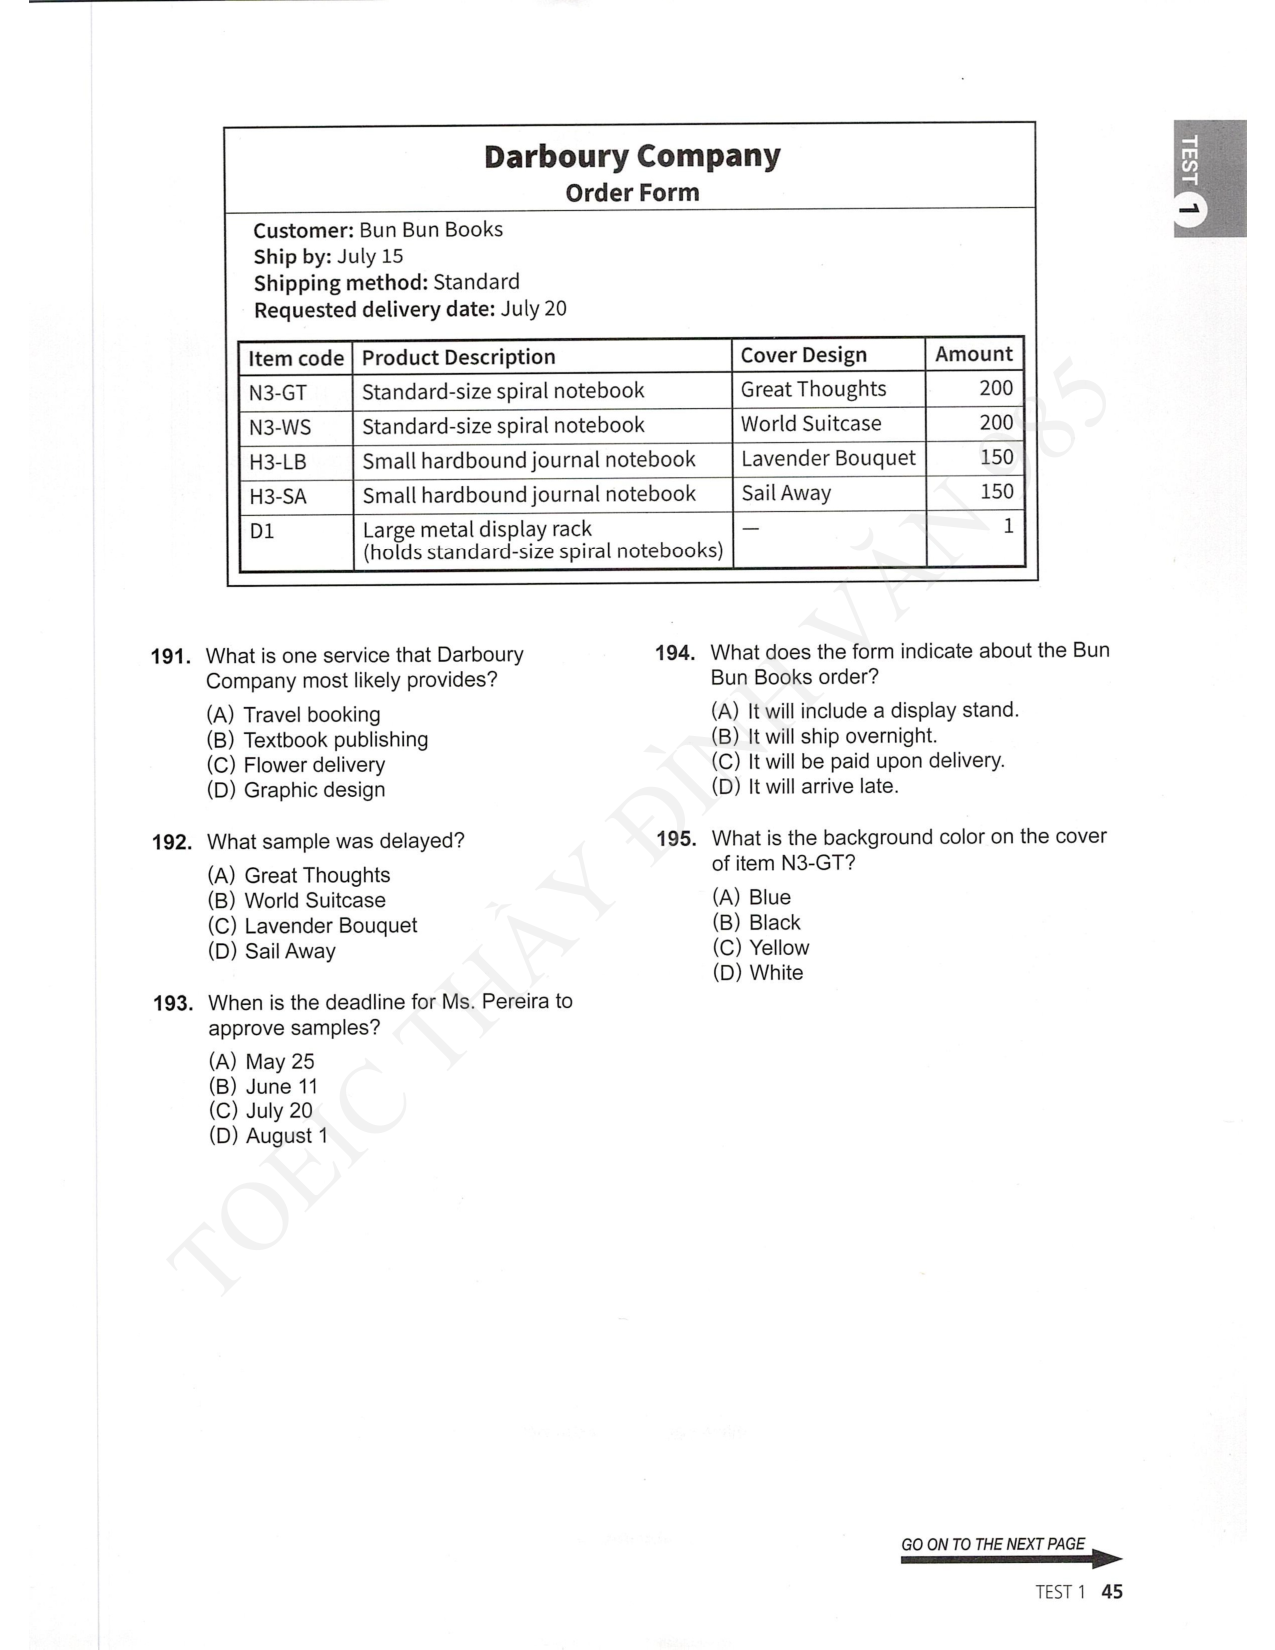 TEST 1
Darboury Company
Order Form
Customer: Bun Bun Books
Ship by: July 15
Shipping method: Standard
Requested delivery date: July 20
Item code Product Description Cover Design Amount
N3-GT Standard-size spiral notebook Great Thoughts 200
N3-WS Standard-size spiral notebook World Suitcase 200
H3-LB Small hardbound journal notebook Lavender Bouquet 150
H3-SA Small hardbound journal notebook Sail Away 150
D1 Large metal display rack — 1
(holds standard-size spiral notebooks)
191. What is one service that Darboury
Company most likely provides?
(A) Travel booking
(B) Textbook publishing
(C) Flower delivery
(D) Graphic design
192. What sample was delayed?
(A) Great Thoughts
(B) World Suitcase
(C) Lavender Bouquet
(D) Sail Away
193. When is the deadline for Ms. Pereira to
approve samples?
(A) May 25
(B) June 11
(C) July 20
(D) August 1
194. What does the form indicate about the Bun
Bun Books order?
(A) It will include a display stand.
(B) It will ship overnight.
(C) It will be paid upon delivery.
(D) It will arrive late.
195. What is the background color on the cover
of item N3-GT?
(A) Blue
(B) Black
(C) Yellow
(D) White
TOEIC THẦY ĐÌNH VĂN 985
GO ON TO THE NEXT PAGE
TEST 1 45